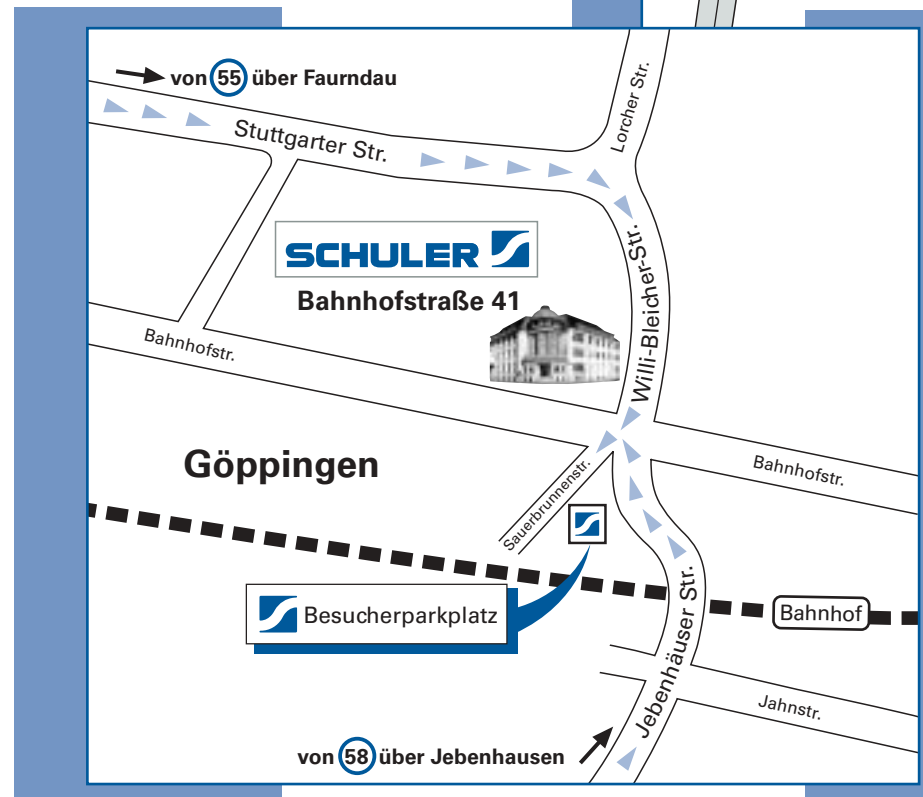 von 55 über Faurndau
Lorcher Str.
Stuttgarter Str.
SCHULER
Willi-Bleicher-Str.
Bahnhofstraße 41
Bahnhofstr.
Göppingen
Bahnhofstr.
Sauerbrunnenstr.
Besucherparkplatz
Bahnhof
Jebenhäuser Str.
Jahnstr.
von 58 über Jebenhausen